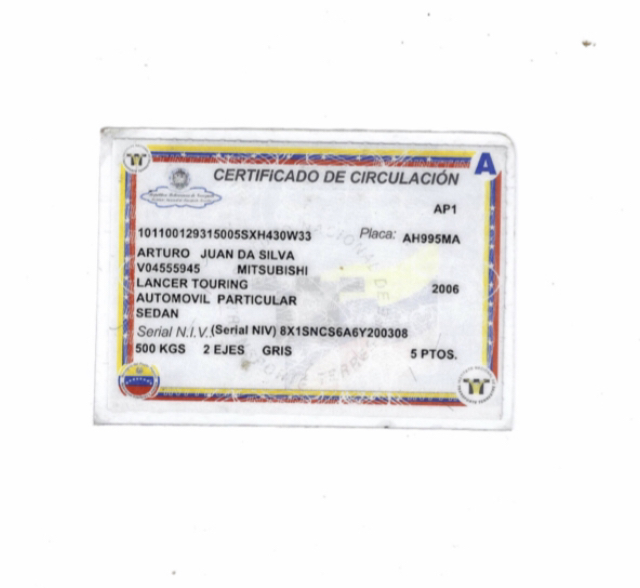 A
CERTIFICADO DE CIRCULACIÓN
AP1
101100129315005SXH430W33 Placa: AH995MA
ARTURO JUAN DA SILVA
V04555945 MITSUBISHI
LANCER TOURING 2006
AUTOMOVIL PARTICULAR
SEDAN
Serial N.I.V. (Serial NIV) 8X1SNCS6A6Y200308
500 KGS 2 EJES GRIS 5 PTOS.